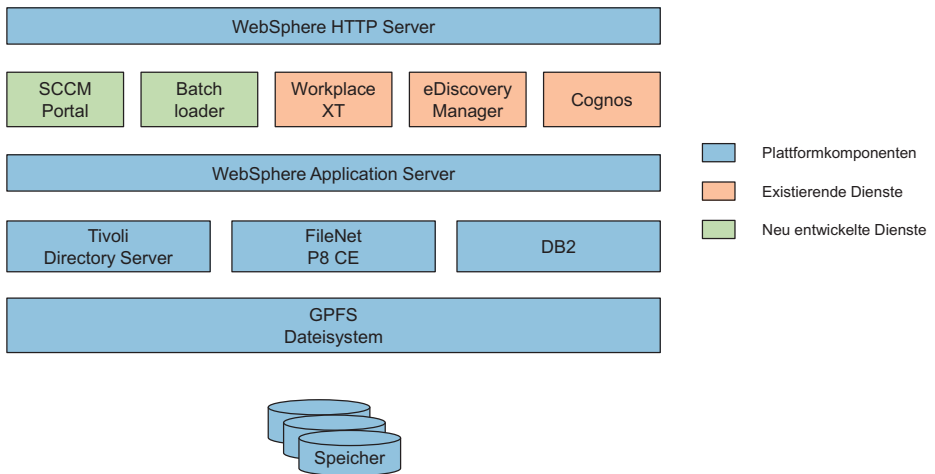 WebSphere HTTP Server
SCCM
Portal
Batch
loader
Workplace
XT
eDiscovery
Manager
Cognos
WebSphere Application Server
Tivoli
Directory Server
FileNet
P8 CE
DB2
GPFS
Dateisystem
Speicher
Plattformkomponenten
Existierende Dienste
Neu entwickelte Dienste